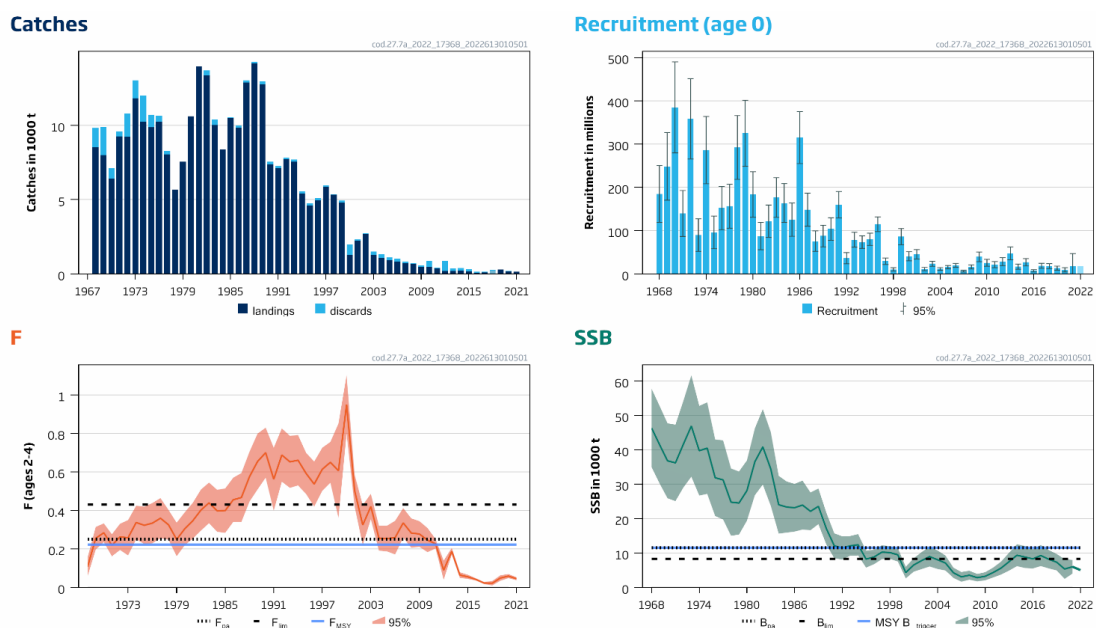 Catches
cod.27.7a_2022_17368_2022613010501
Catches in 1000 t
10
5
0
1967 1973 1979 1985 1991 1997 2003 2009 2015 2021
landings discards
Recruitment (age 0)
cod.27.7a_2022_17368_2022613010501
Recruitment in millions
500
400
300
200
100
0
1968 1974 1980 1986 1992 1998 2004 2010 2016 2022
Recruitment 95%
F
cod.27.7a_2022_17368_2022613010501
F (ages 2-4)
1
0.8
0.6
0.4
0.2
0
1973 1979 1985 1991 1997 2003 2009 2015 2021
Fpa Flim FMSY 95%
SSB
cod.27.7a_2022_17368_2022613010501
SSB in 1000 t
60
50
40
30
20
10
0
1968 1974 1980 1986 1992 1998 2004 2010 2016 2022
Bpa Blim MSY B trigger 95%